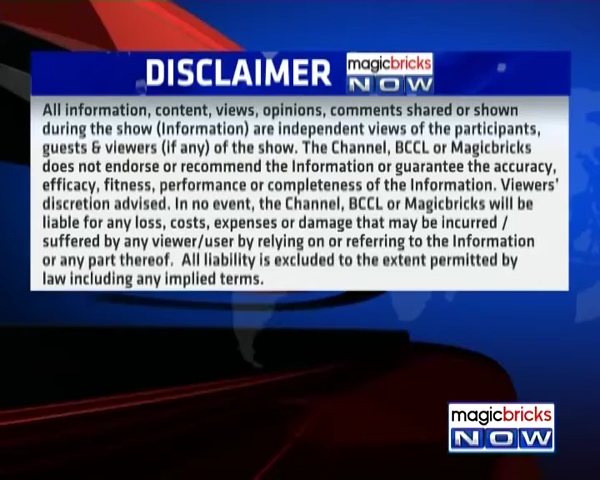 DISCLAIMER
magicbricks
NOW
All information, content, views, opinions, comments shared or shown
during the show (Information) are independent views of the participants,
guests & viewers (if any) of the show. The Channel, BCCL or Magicbricks
does not endorse or recommend the Information or guarantee the accuracy,
efficacy, fitness, performance or completeness of the Information. Viewers'
discretion advised. In no event, the Channel, BCCL or Magicbricks will be
liable for any loss, costs, expenses or damage that may be incurred /
suffered by any viewer/user by relying on or referring to the Information
or any part thereof.  All liability is excluded to the extent permitted by
law including any implied terms.
magicbricks
NOW